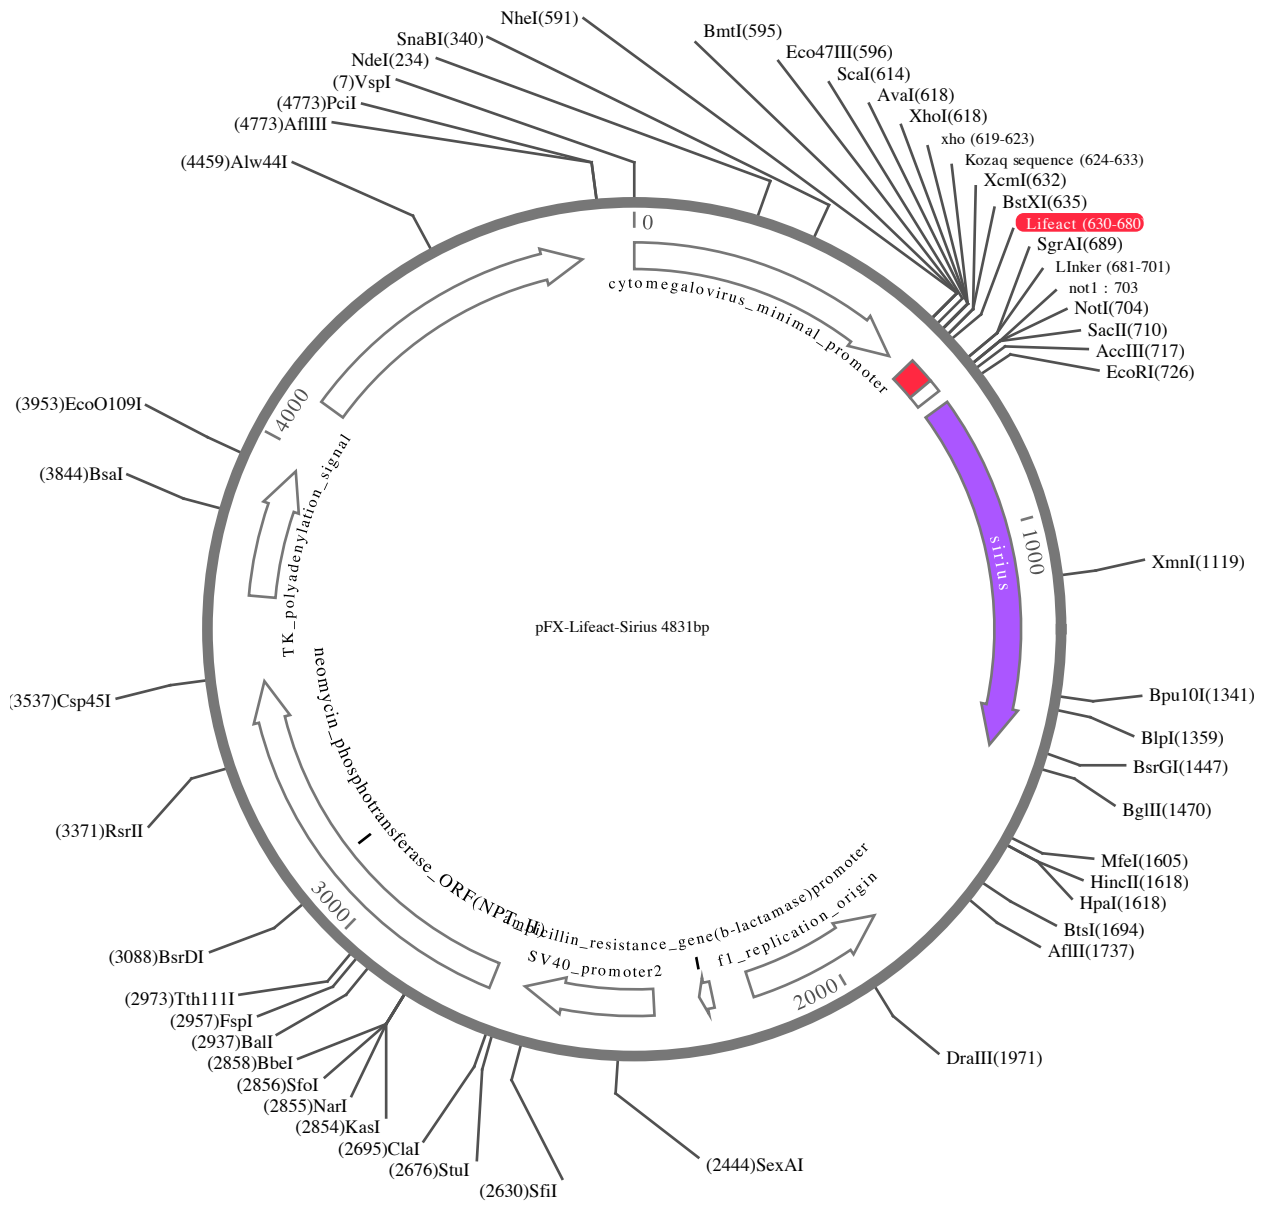 NheI(591)
SnaBI(340)
NdeI(234)
(7)VspI
(4773)PciI
(4773)AflIII
(4459)Alw44I
BmtI(595)
Eco47III(596)
ScaI(614)
AvaI(618)
XhoI(618)
xho (619-623)
Kozaq sequence (624-633)
XcmI(632)
BstXI(635)
Lifeact (630-680
SgrAI(689)
LInker (681-701)
not1 : 703
NotI(704)
SacII(710)
AccIII(717)
EcoRI(726)
0
cytomegalovirus_minimal_promoter
sirius
1000
XmnI(1119)
Bpu10I(1341)
BlpI(1359)
BsrGI(1447)
BglII(1470)
MfeI(1605)
HincII(1618)
HpaI(1618)
BtsI(1694)
AflII(1737)
DraIII(1971)
2000
f1_replication_origin
ampicillin_resistance_gene(b-lactamase)promoter
SV40_promoter2
(2444)SexAI
(2630)SfiI
(2676)StuI
(2695)ClaI
(2854)KasI
(2855)NarI
(2856)SfoI
(2858)BbeI
(2937)BalI
(2957)FspI
(2973)Tth111I
(3088)BsrDI
3000
neomycin_phosphotransferase_ORF(NPT_II)
(3371)RsrII
(3537)Csp45I
TK_polyadenylation_signal
(3844)BsaI
(3953)EcoO109I
4000
pFX-Lifeact-Sirius 4831bp